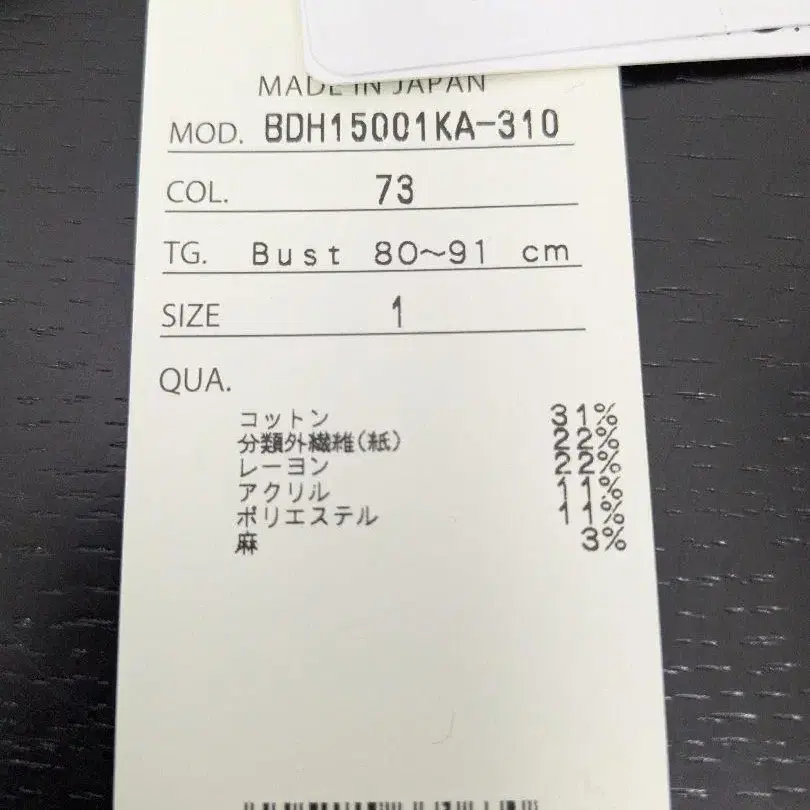 MADE IN JAPAN
MOD. BDH15001KA-310
COL. 73
TG. Bust 80～91 cm
SIZE 1
QUA.
コットン 31%
分類外繊維(紙) 22%
レーヨン 22%
アクリル 11%
ポリエステル 11%
麻 3%